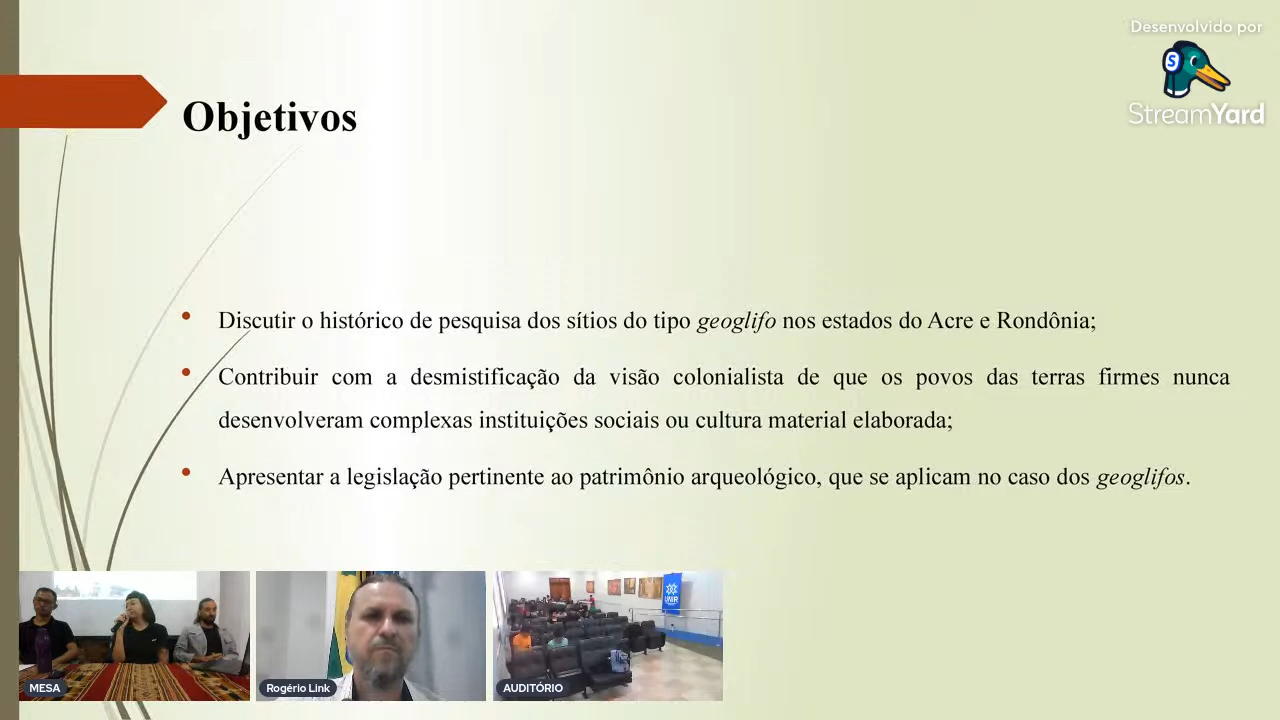 Desenvolvido por
S
StreamYard
Objetivos
Discutir o histórico de pesquisa dos sítios do tipo geoglifo nos estados do Acre e Rondônia;
Contribuir com a desmistificação da visão colonialista de que os povos das terras firmes nunca
desenvolveram complexas instituições sociais ou cultura material elaborada;
Apresentar a legislação pertinente ao patrimônio arqueológico, que se aplicam no caso dos geoglifos.
MESA
Rogério Link
AUDITÓRIO
UNIR